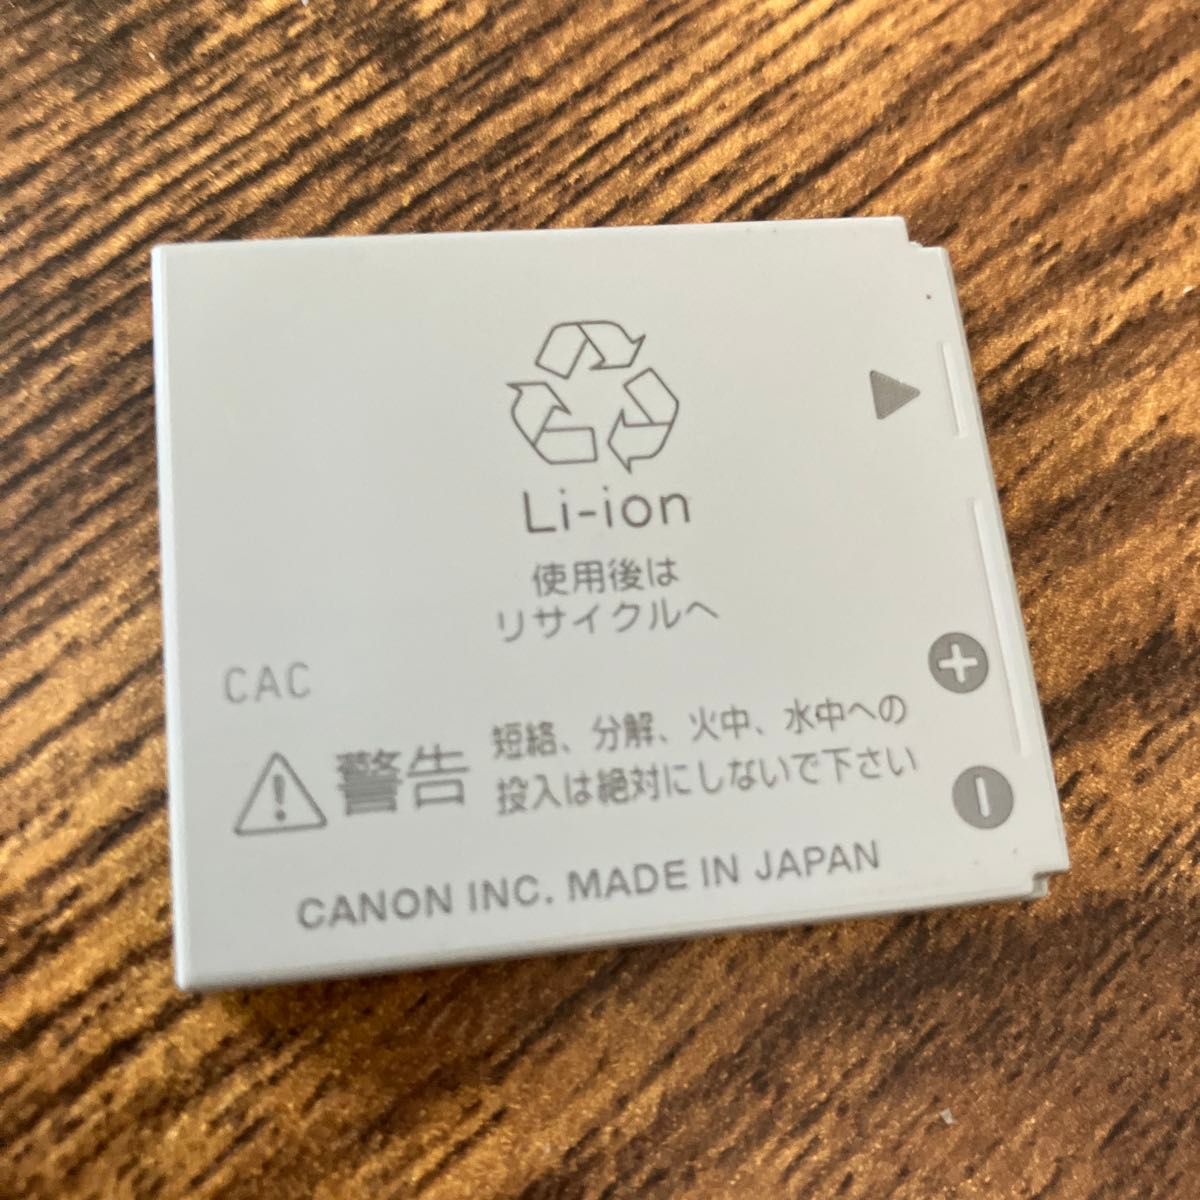 Li-ion
使用後は
リサイクルへ
CAC
警告
短絡、分解、火中、水中への
投入は絶対にしないで下さい
CANON INC. MADE IN JAPAN